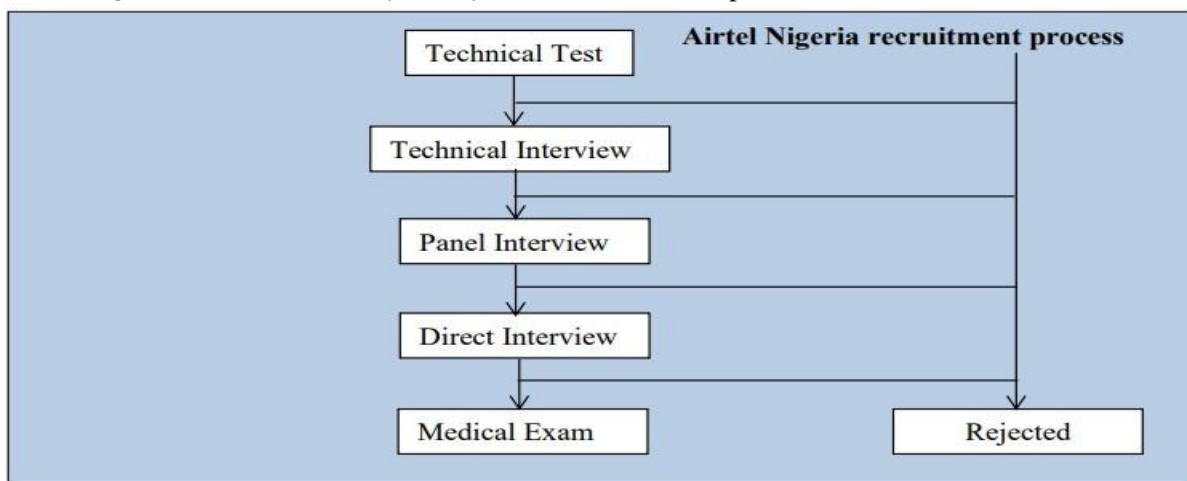 Airtel Nigeria recruitment process
Technical Test
Technical Interview
Panel Interview
Direct Interview
Medical Exam
Rejected